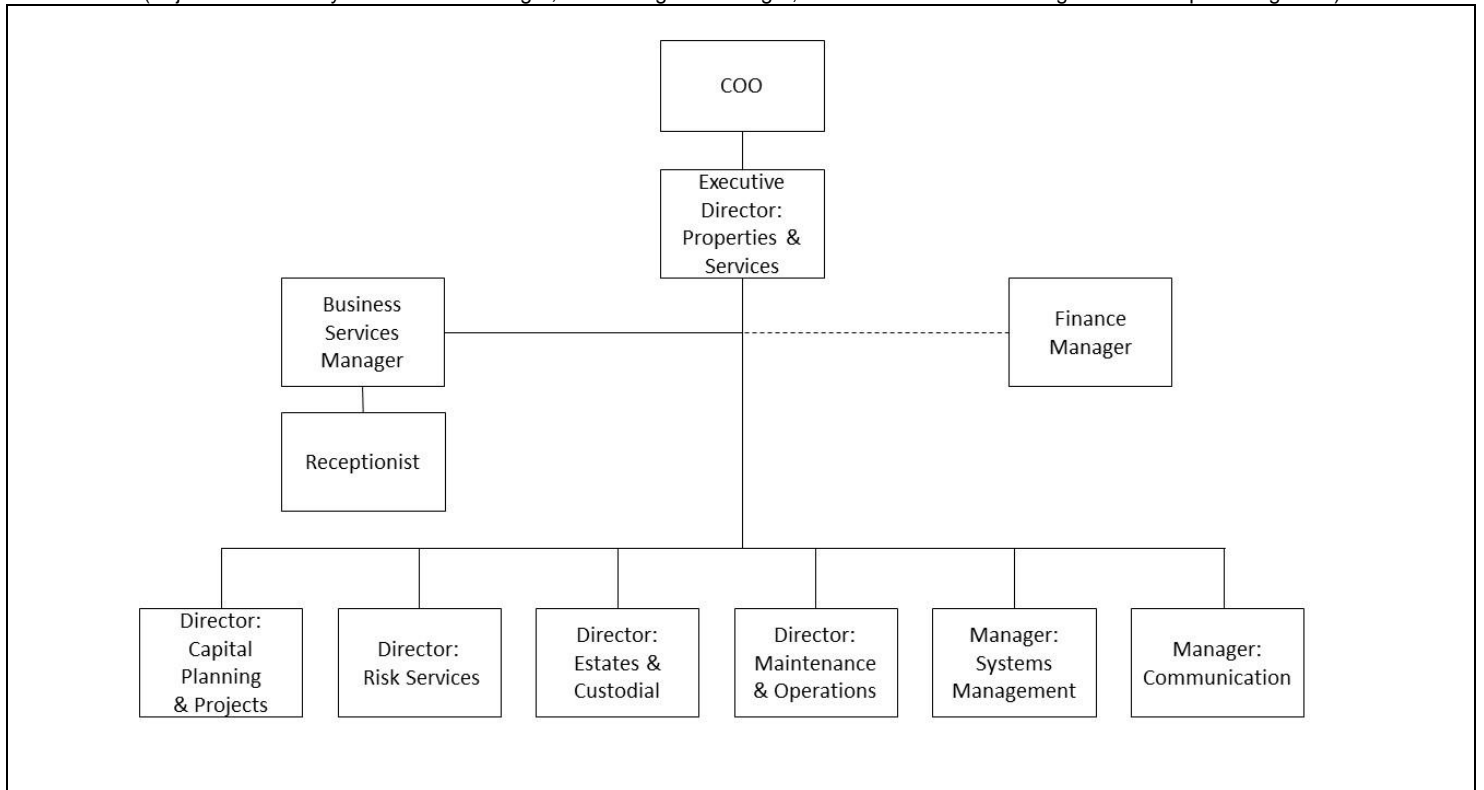 COO
Executive
Director:
Properties &
Services
Business
Services
Manager
Finance
Manager
Receptionist
Director:
Capital
Planning
& Projects
Director:
Risk Services
Director:
Estates &
Custodial
Director:
Maintenance
& Operations
Manager:
Systems
Management
Manager:
Communication